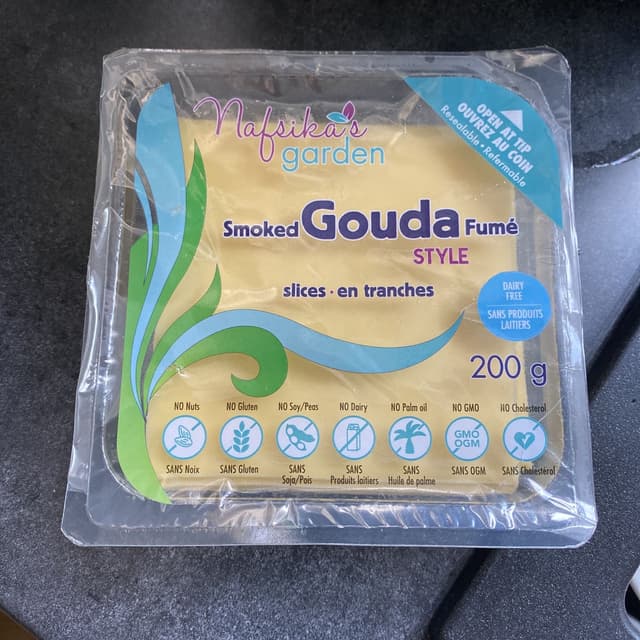 Nafsika's
garden
OPEN AT TIP
OUVREZ AU COIN
Resealable • Refermable
Smoked Gouda Fumé
STYLE
slices • en tranches
DAIRY
FREE
SANS PRODUITS
LAITIERS
200 g
NO Nuts
SANS Noix
NO Gluten
SANS Gluten
NO Soy/Peas
SANS
Soja/Pois
NO Dairy
SANS
Produits laitiers
NO Palm oil
SANS
Huile de palme
NO GMO
GMO
OGM
SANS OGM
NO Cholesterol
SANS Cholestérol